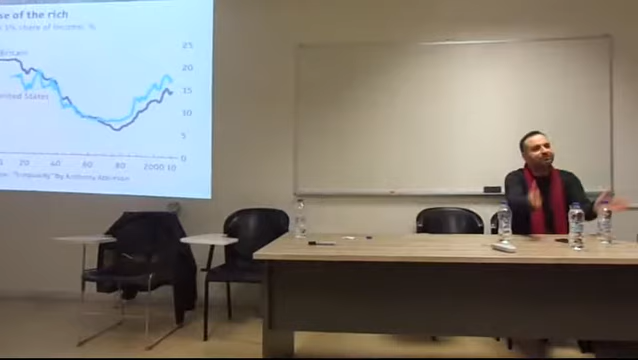 se of the rich
1% share of income, %
Britain
United States
25
20
15
10
5
0
20 40 60 80 2000 10
"Inequality" By Anthony Atkinson